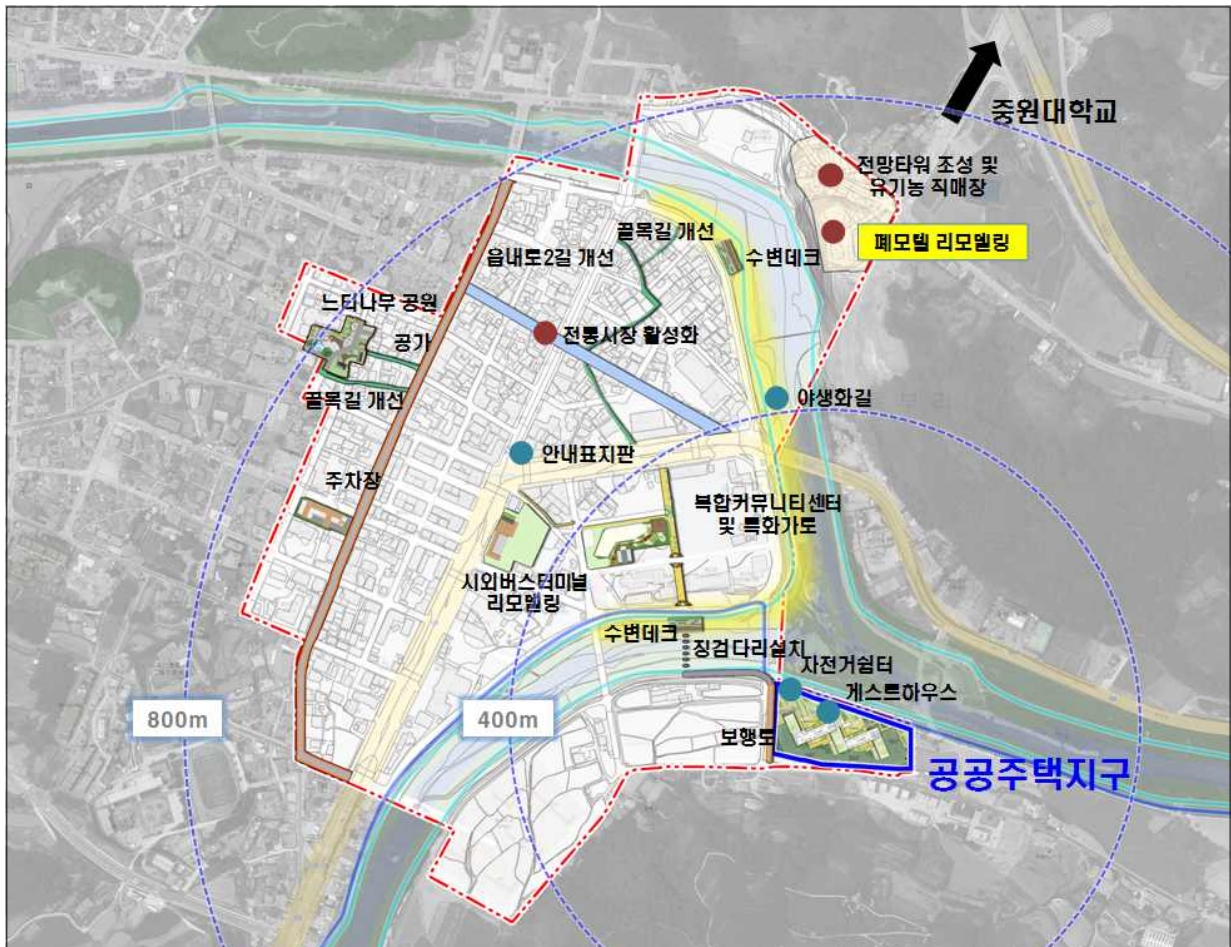 중원대학교
전망타워 조성 및
유기농 직매장
폐모텔 리모델링
골목길 개선
수변데크
읍내로2길 개선
느티나무 공원
공가
전통시장 활성화
골목길 개선
야생화길
안내표지판
주차장
복합커뮤니티센터
및 특화가도
시외버스터미널
리모델링
수변데크
징검다리설치
자전거쉼터
게스트하우스
800m
400m
보행로
공공주택지구